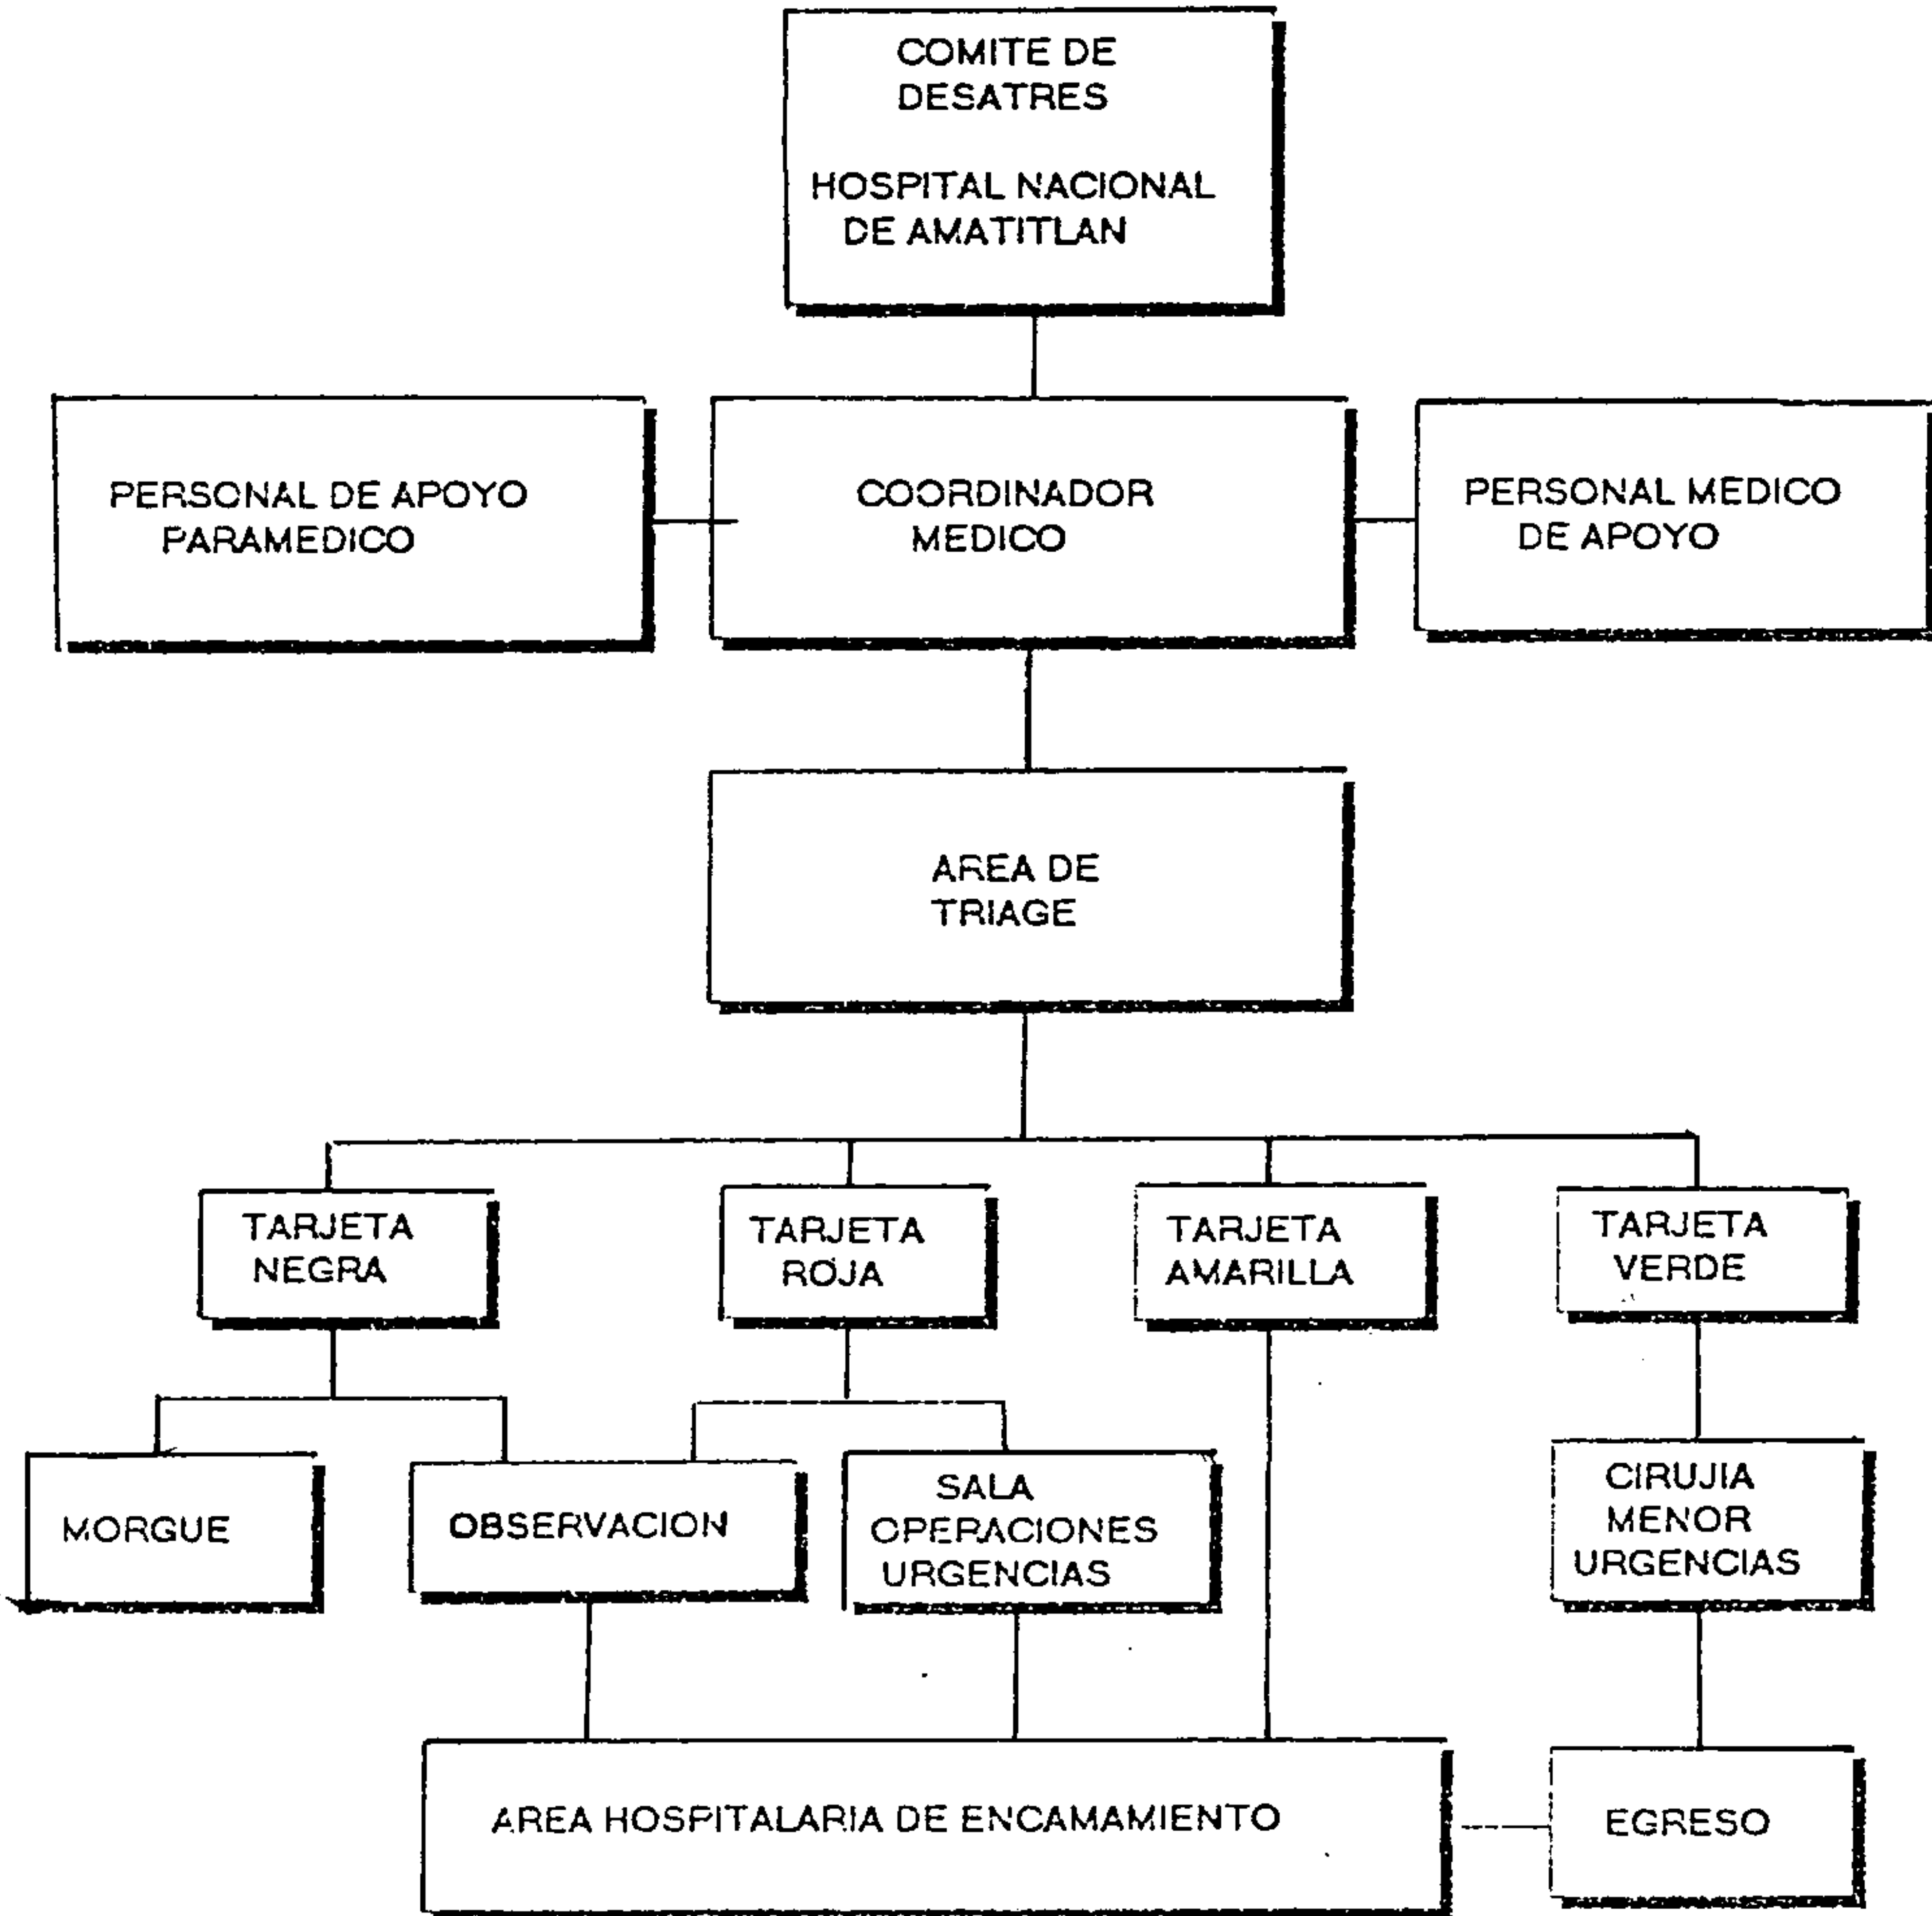 COMITE DE
DESATRES
HOSPITAL NACIONAL
DE AMATITLAN
PERSONAL DE APOYO
PARAMEDICO
COORDINADOR
MEDICO
PERSONAL MEDICO
DE APOYO
AREA DE
TRIAGE
TARJETA
NEGRA
TARJETA
ROJA
TARJETA
AMARILLA
TARJETA
VERDE
MORGUE
OBSERVACION
SALA
OPERACIONES
URGENCIAS
CIRUJIA
MENOR
URGENCIAS
AREA HOSPITALARIA DE ENCAMAMIENTO
EGRESO